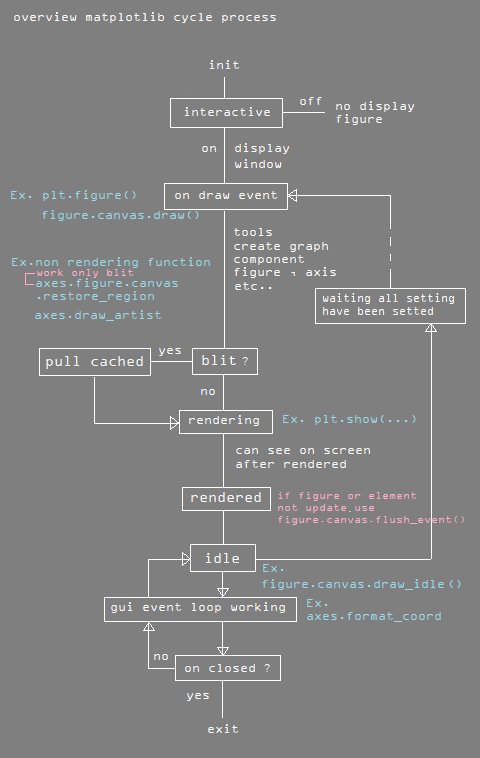 overview matplotlib cycle process
init
interactive
off
no display
figure
on
display
window
on draw event
Ex. plt.figure()
figure.canvas.draw()
tools
create graph
component
figure , axis
etc..
Ex.non rendering function
work only blit
axes.figure.canvas
.restore_region
axes.draw_artist
waiting all setting
have been setted
pull cached
yes
blit ?
no
rendering
Ex. plt.show(...)
can see on screen
after rendered
rendered
if figure or element
not update,use
figure.canvas.flush_event()
idle
Ex.
figure.canvas.draw_idle()
gui event loop working
Ex.
axes.format_coord
no
on closed ?
yes
exit